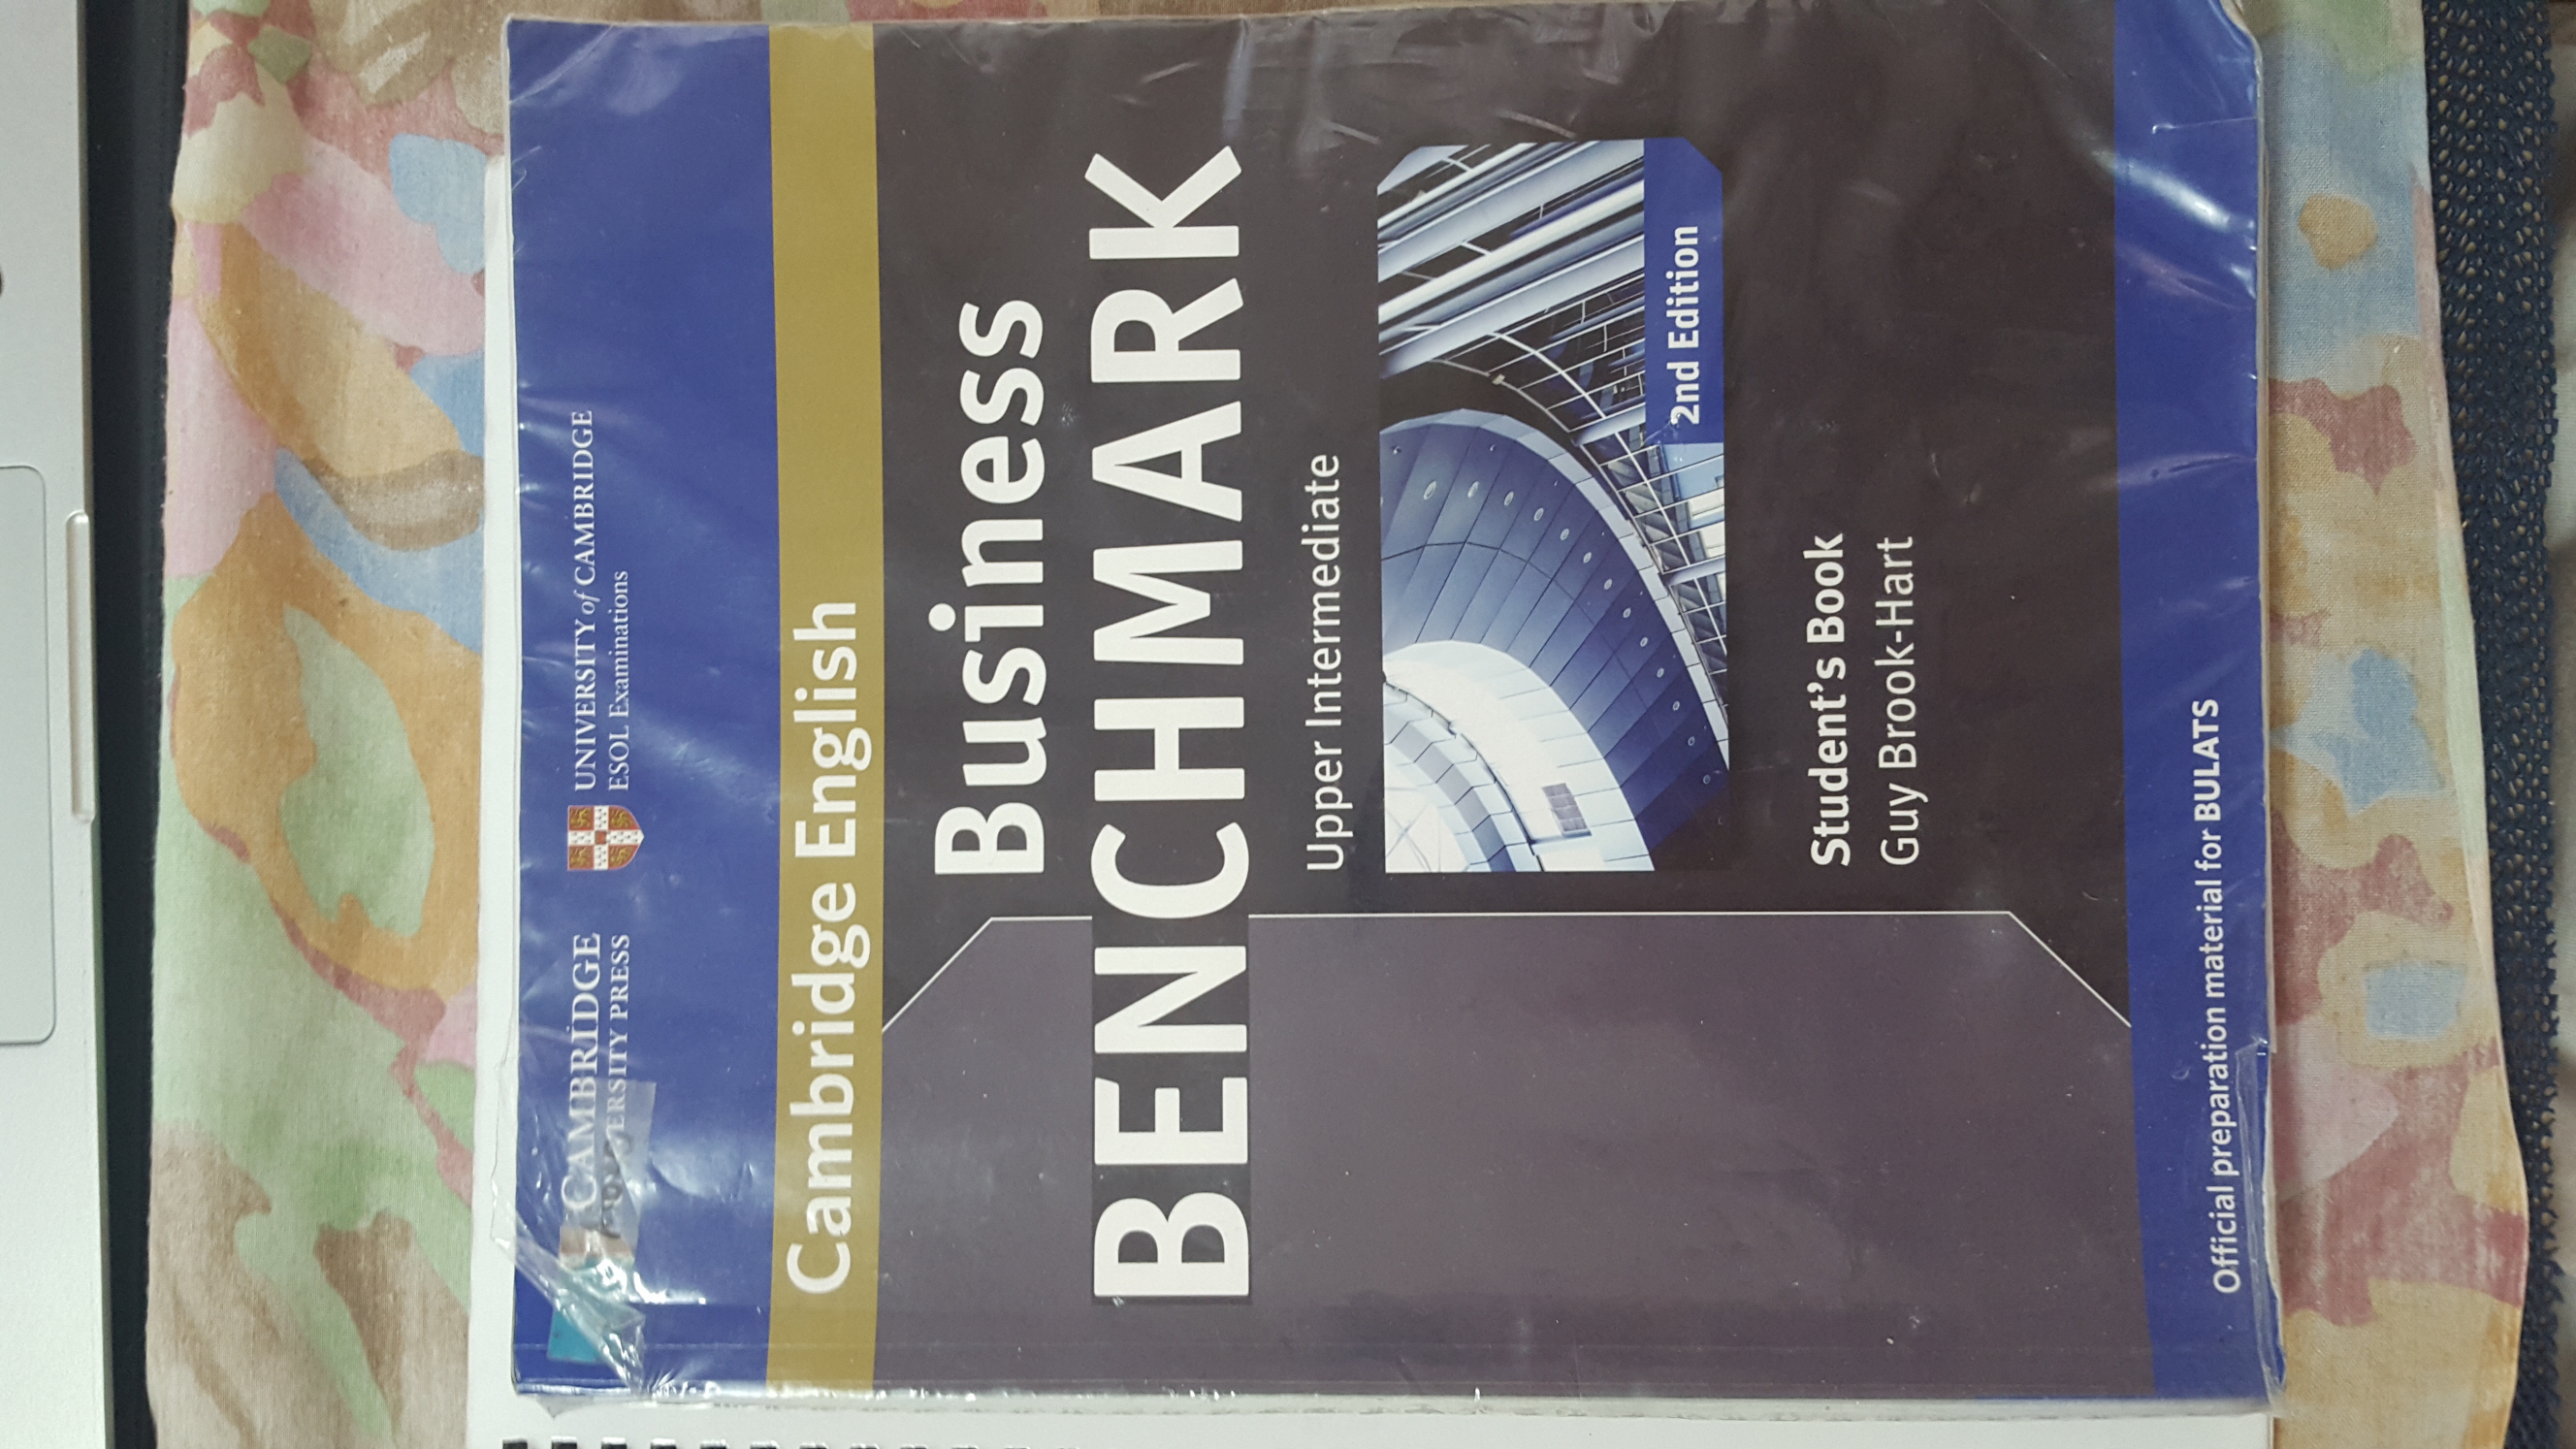 CAMBRIDGE
UNIVERSITY of CAMBRIDGE
ESOL Examinations
Cambridge English
Business
BENCHMARK
Upper Intermediate
2nd Edition
Student's Book
Guy Brook-Hart
Official preparation material for BULATS